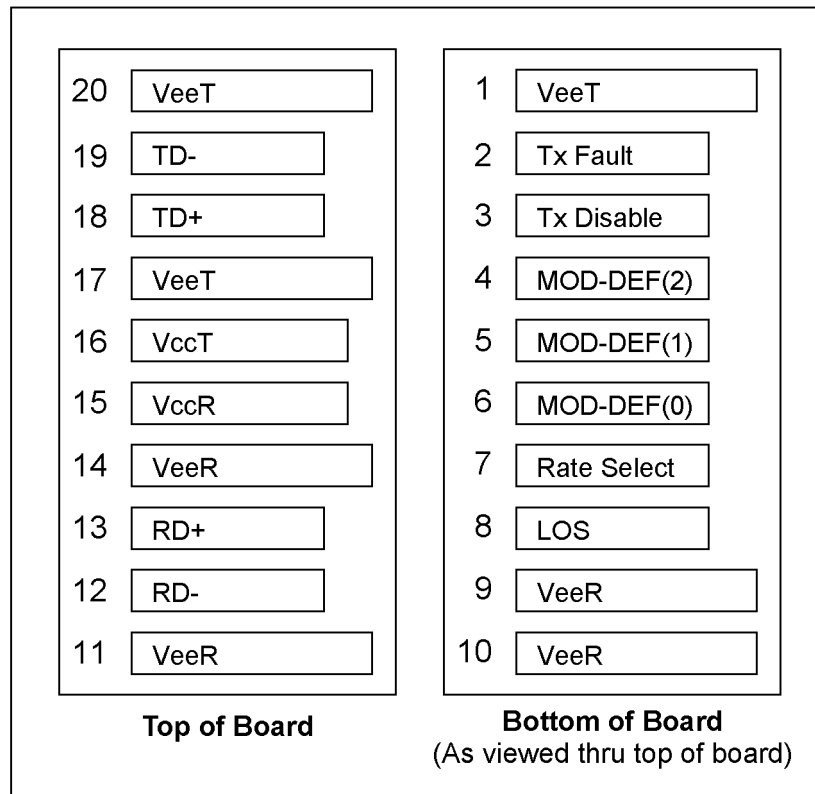 20 VeeT
19 TD-
18 TD+
17 VeeT
16 VccT
15 VccR
14 VeeR
13 RD+
12 RD-
11 VeeR
Top of Board
1 VeeT
2 Tx Fault
3 Tx Disable
4 MOD-DEF(2)
5 MOD-DEF(1)
6 MOD-DEF(0)
7 Rate Select
8 LOS
9 VeeR
10 VeeR
Bottom of Board
(As viewed thru top of board)